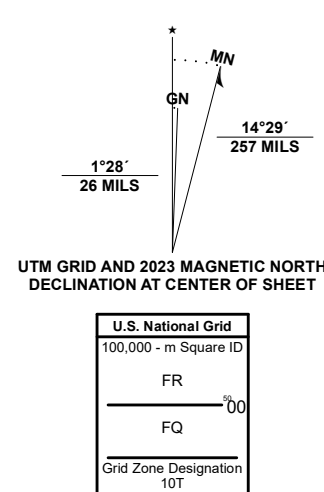 ★
MN
GN
14°29´
257 MILS
1°28´
26 MILS
UTM GRID AND 2023 MAGNETIC NORTH
DECLINATION AT CENTER OF SHEET
U.S. National Grid
100,000 - m Square ID
FR
50 00
FQ
Grid Zone Designation
10T